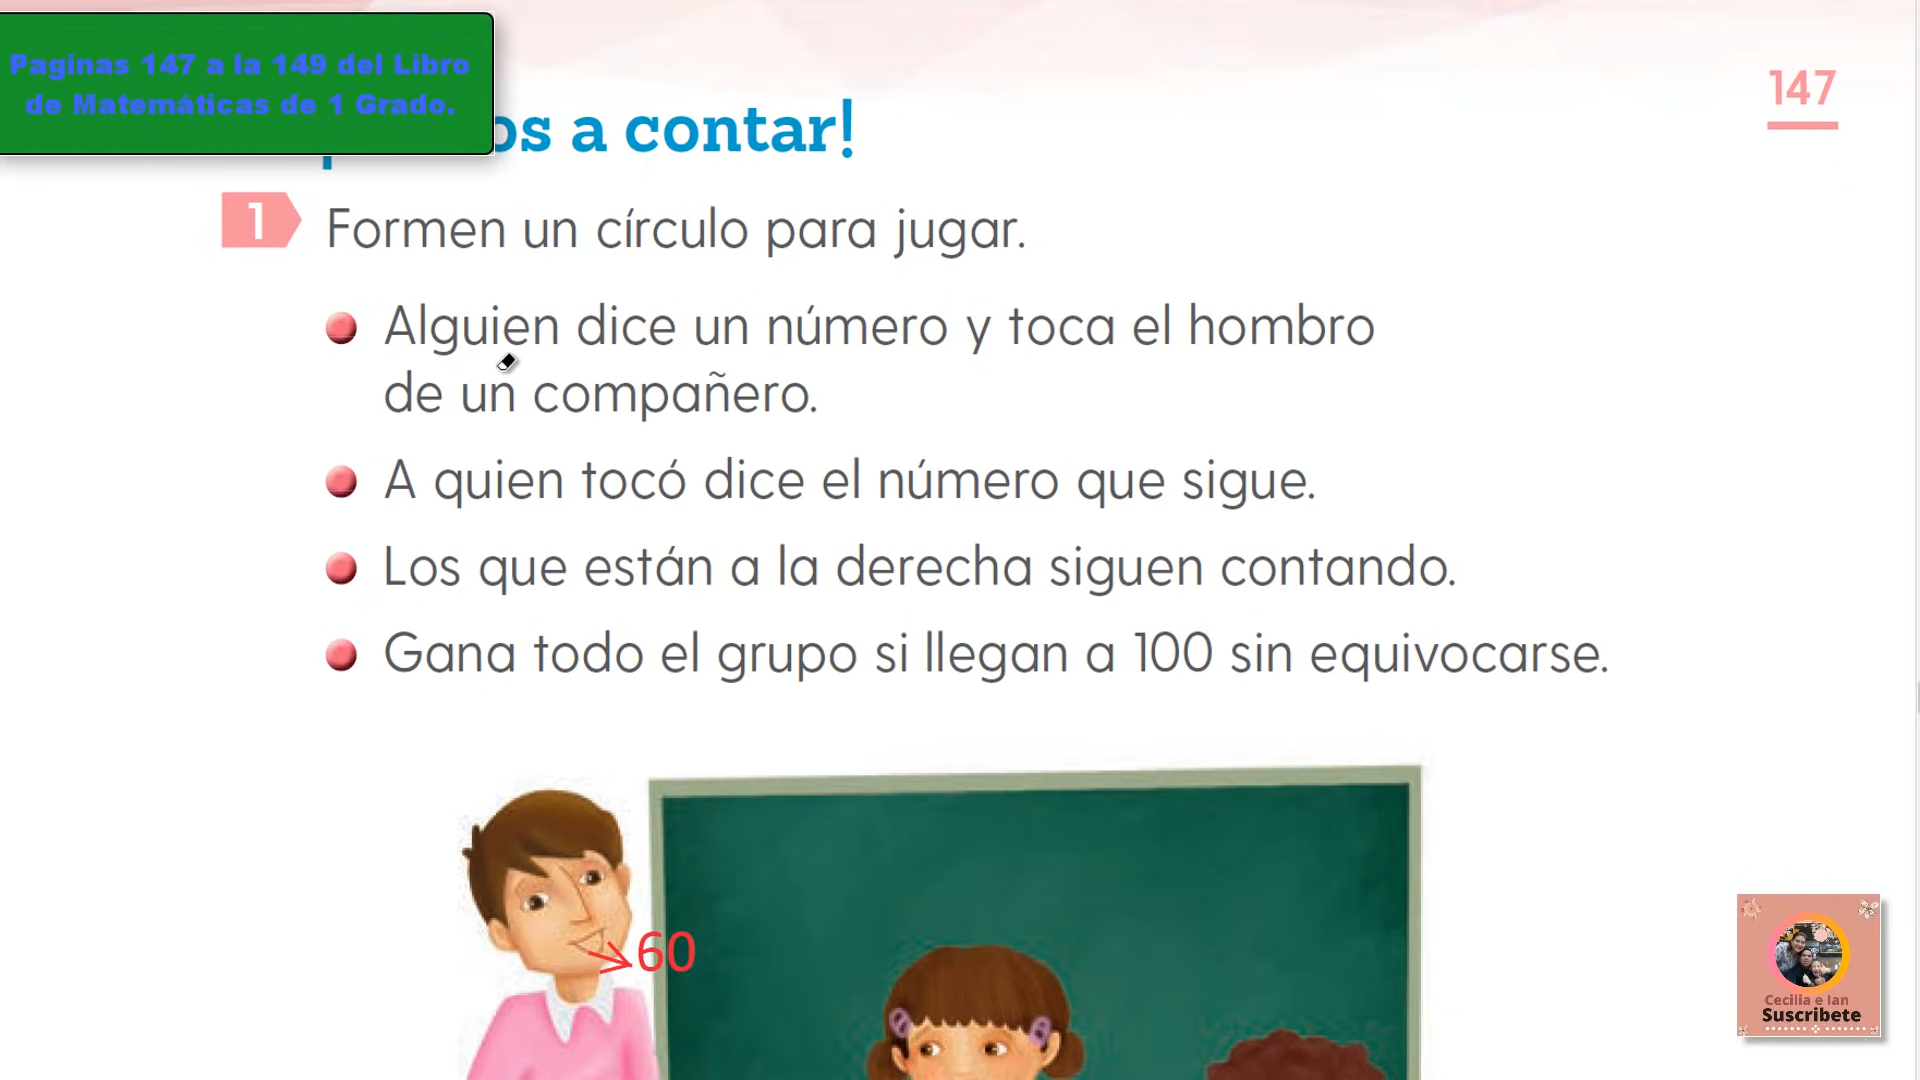 Paginas 147 a la 149 del Libro
de Matemáticas de 1 Grado.
147
os a contar!
1 Formen un círculo para jugar.
Alguien dice un número y toca el hombro
de un compañero.
A quien tocó dice el número que sigue.
Los que están a la derecha siguen contando.
Gana todo el grupo si llegan a 100 sin equivocarse.
60
Cecilia e Ian
Suscribete